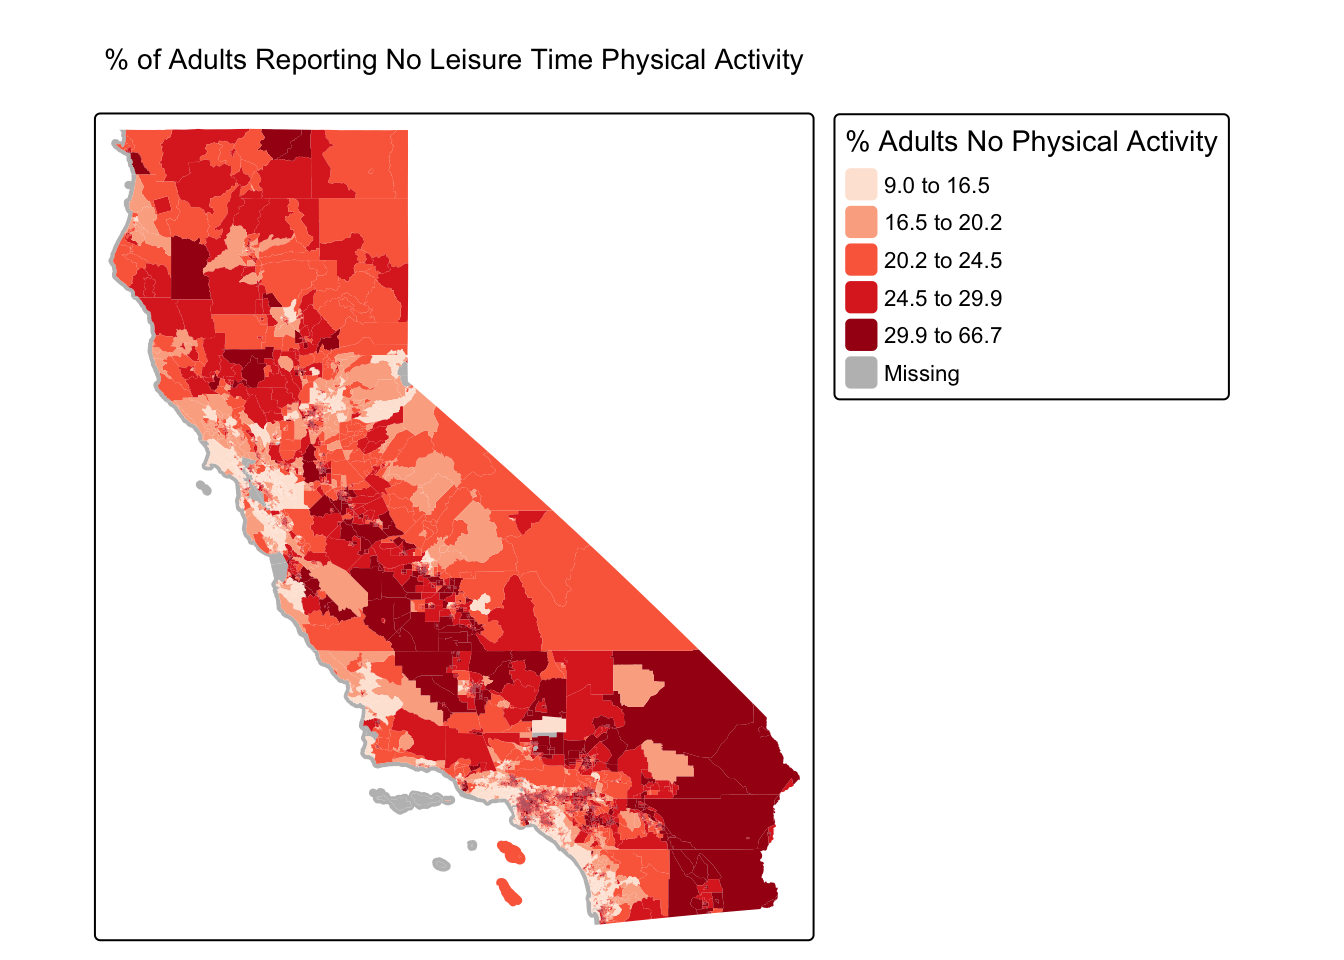 % of Adults Reporting No Leisure Time Physical Activity
% Adults No Physical Activity
9.0 to 16.5
16.5 to 20.2
20.2 to 24.5
24.5 to 29.9
29.9 to 66.7
Missing